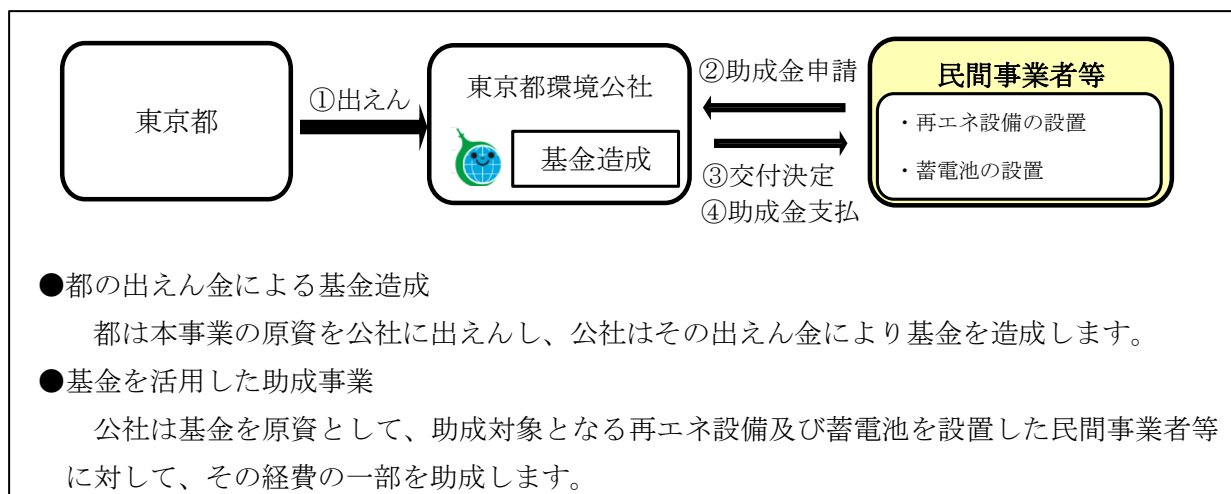 東京都
①出えん
東京都環境公社
基金造成
②助成金申請
③交付決定
④助成金支払
民間事業者等
・再エネ設備の設置
・蓄電池の設置
●都の出えん金による基金造成
都は本事業の原資を公社に出えんし、公社はその出えん金により基金を造成します。
●基金を活用した助成事業
公社は基金を原資として、助成対象となる再エネ設備及び蓄電池を設置した民間事業者等
に対して、その経費の一部を助成します。